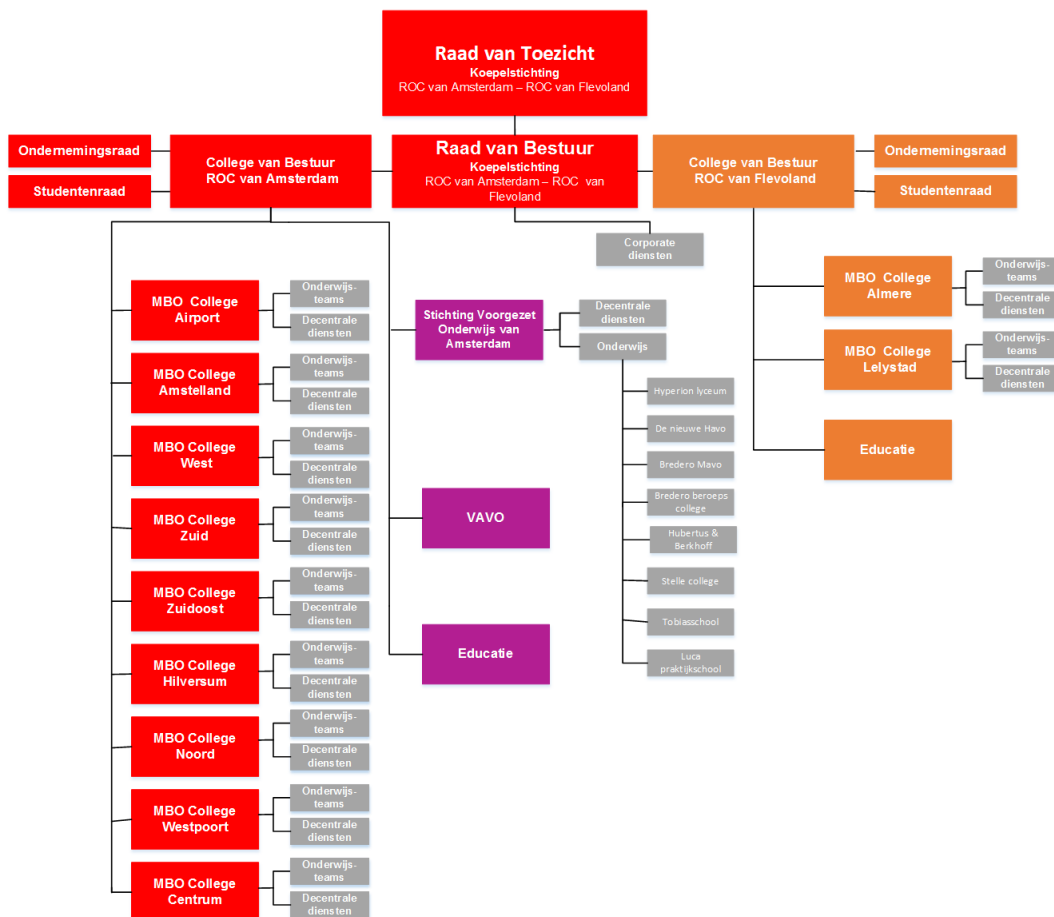 Raad van Toezicht
Koepelstichting
ROC van Amsterdam – ROC van Flevoland
Ondernemingsraad
Studentenraad
College van Bestuur
ROC van Amsterdam
Raad van Bestuur
Koepelstichting
ROC van Amsterdam – ROC van
Flevoland
College van Bestuur
ROC van Flevoland
Ondernemingsraad
Studentenraad
Corporate
diensten
MBO College
Airport
Onderwijs-
teams
Decentrale
diensten
MBO College
Amstelland
Onderwijs-
teams
Decentrale
diensten
MBO College
West
Onderwijs-
teams
Decentrale
diensten
MBO College
Zuid
Onderwijs-
teams
Decentrale
diensten
MBO College
Zuidoost
Onderwijs-
teams
Decentrale
diensten
MBO College
Hilversum
Onderwijs-
teams
Decentrale
diensten
MBO College
Noord
Onderwijs-
teams
Decentrale
diensten
MBO College
Westpoort
Onderwijs-
teams
Decentrale
diensten
MBO College
Centrum
Onderwijs-
teams
Decentrale
diensten
Stichting Voorgezet
Onderwijs van
Amsterdam
Decentrale
diensten
Onderwijs
Hyperion lyceum
De nieuwe Havo
Bredero Mavo
Bredero beroeps
college
Hubertus &
Berkhoff
Stelle college
Tobiasschool
Luca
praktijkschool
VAVO
Educatie
MBO College
Almere
Onderwijs-
teams
Decentrale
diensten
MBO College
Lelystad
Onderwijs-
teams
Decentrale
diensten
Educatie